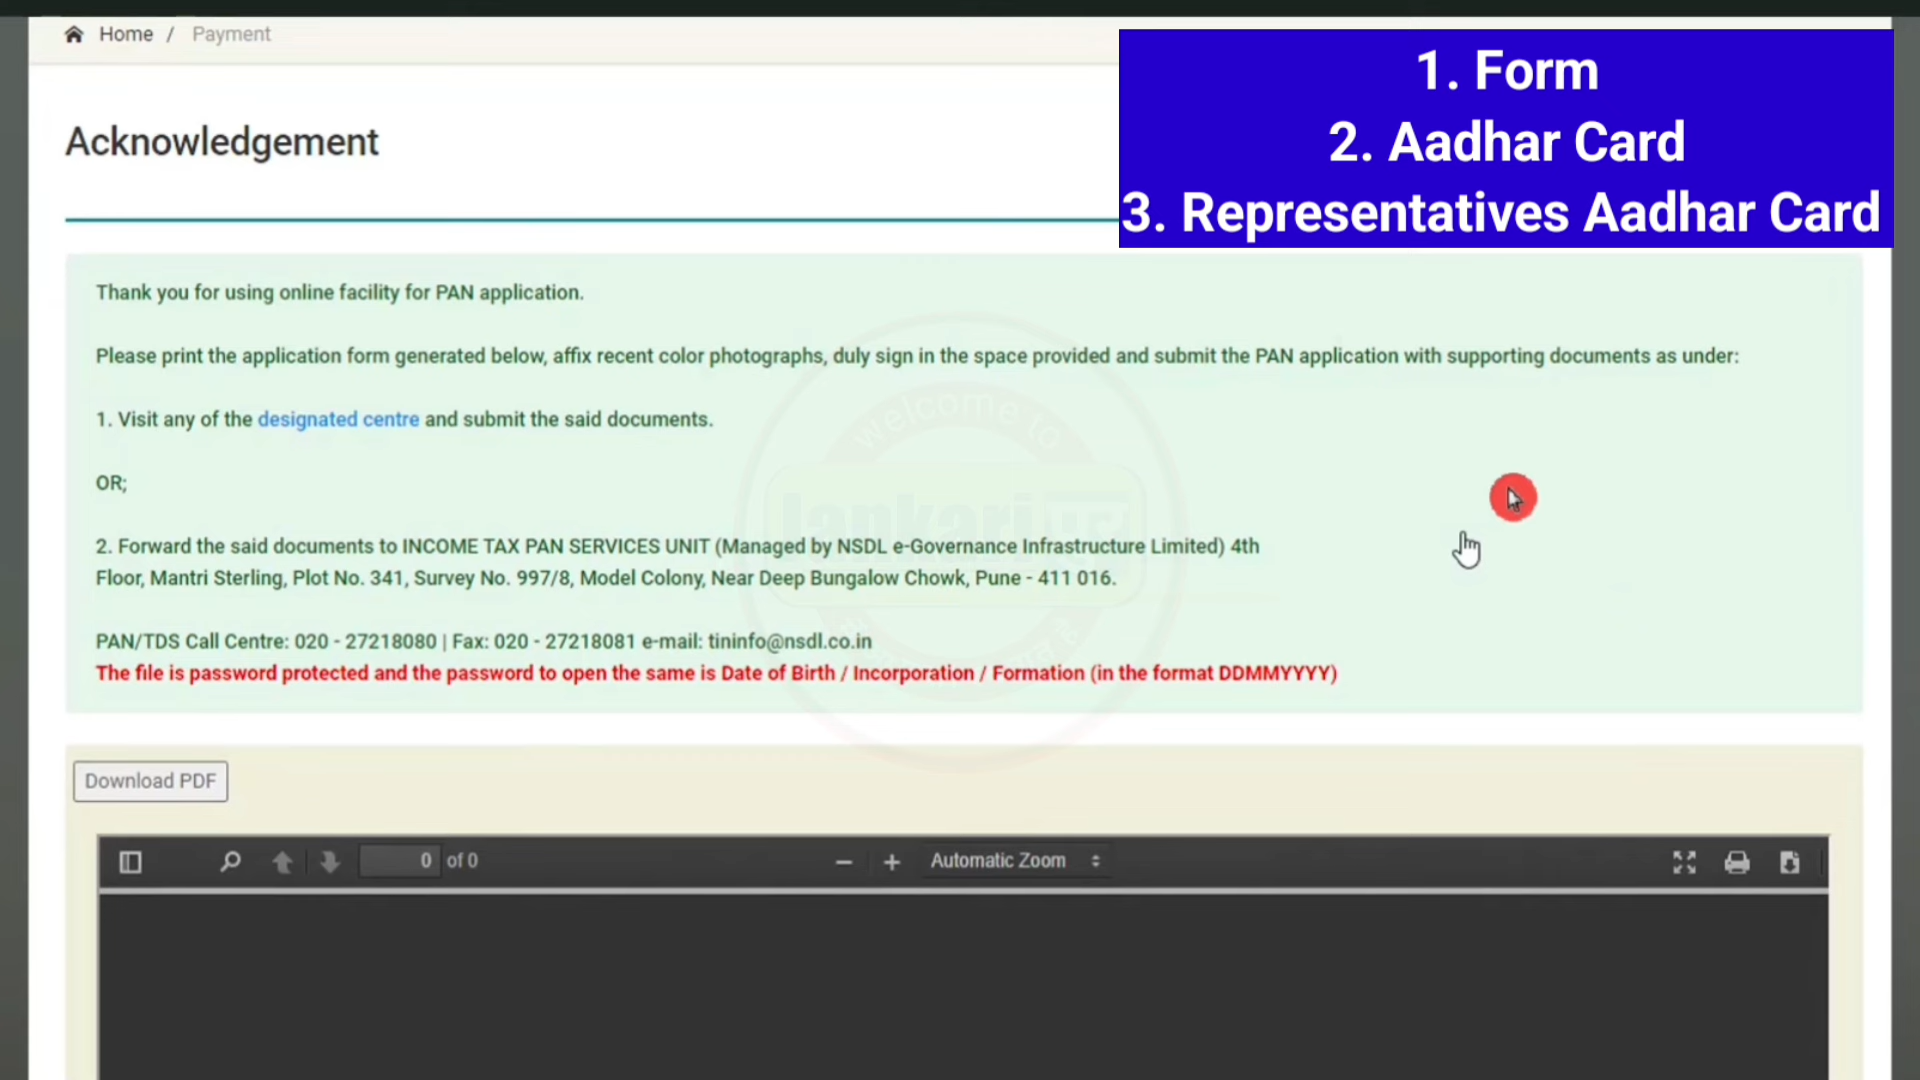 Home / Payment
1. Form
2. Aadhar Card
3. Representatives Aadhar Card
Acknowledgement
Thank you for using online facility for PAN application.
Please print the application form generated below, affix recent color photographs, duly sign in the space provided and submit the PAN application with supporting documents as under:
1. Visit any of the designated centre and submit the said documents.
OR;
2. Forward the said documents to INCOME TAX PAN SERVICES UNIT (Managed by NSDL e-Governance Infrastructure Limited) 4th
Floor, Mantri Sterling, Plot No. 341, Survey No. 997/8, Model Colony, Near Deep Bungalow Chowk, Pune - 411 016.
PAN/TDS Call Centre: 020 - 27218080 | Fax: 020 - 27218081 e-mail: tininfo@nsdl.co.in
The file is password protected and the password to open the same is Date of Birth / Incorporation / Formation (in the format DDMMYYYY)
welcome to
Download PDF
0 of 0
Automatic Zoom